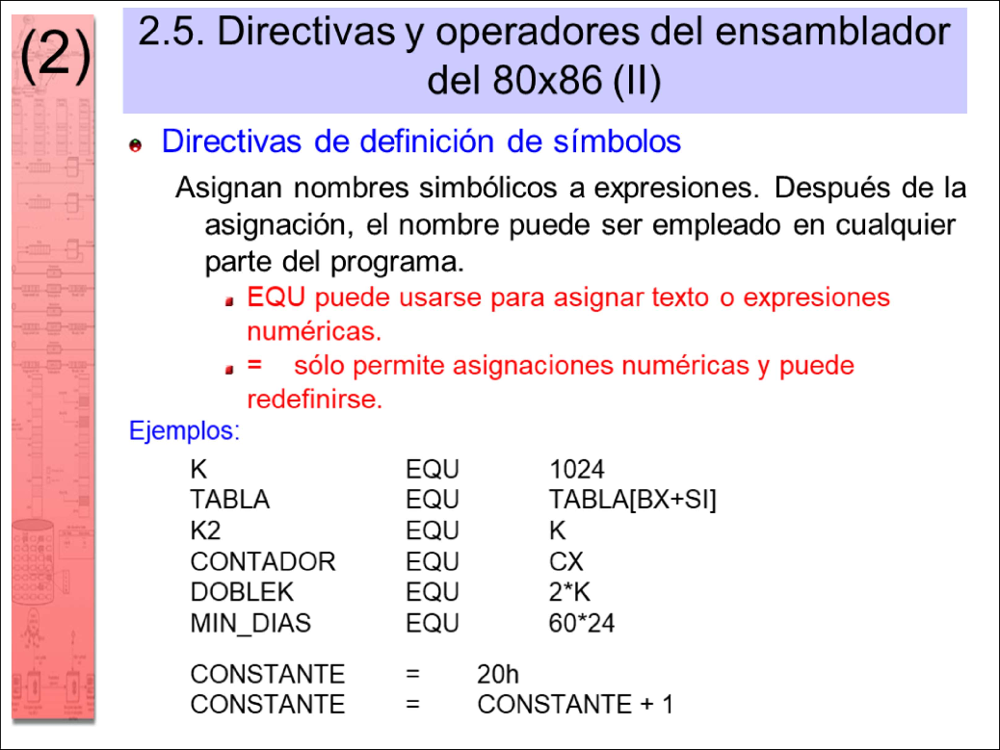 (2)
2.5. Directivas y operadores del ensamblador
del 80x86 (II)
Directivas de definición de símbolos
Asignan nombres simbólicos a expresiones. Después de la
asignación, el nombre puede ser empleado en cualquier
parte del programa.
EQU puede usarse para asignar texto o expresiones
numéricas.
= sólo permite asignaciones numéricas y puede
redefinirse.
Ejemplos:
K EQU 1024
TABLA EQU TABLA[BX+SI]
K2 EQU K
CONTADOR EQU CX
DOBLEK EQU 2*K
MIN_DIAS EQU 60*24
CONSTANTE = 20h
CONSTANTE = CONSTANTE + 1